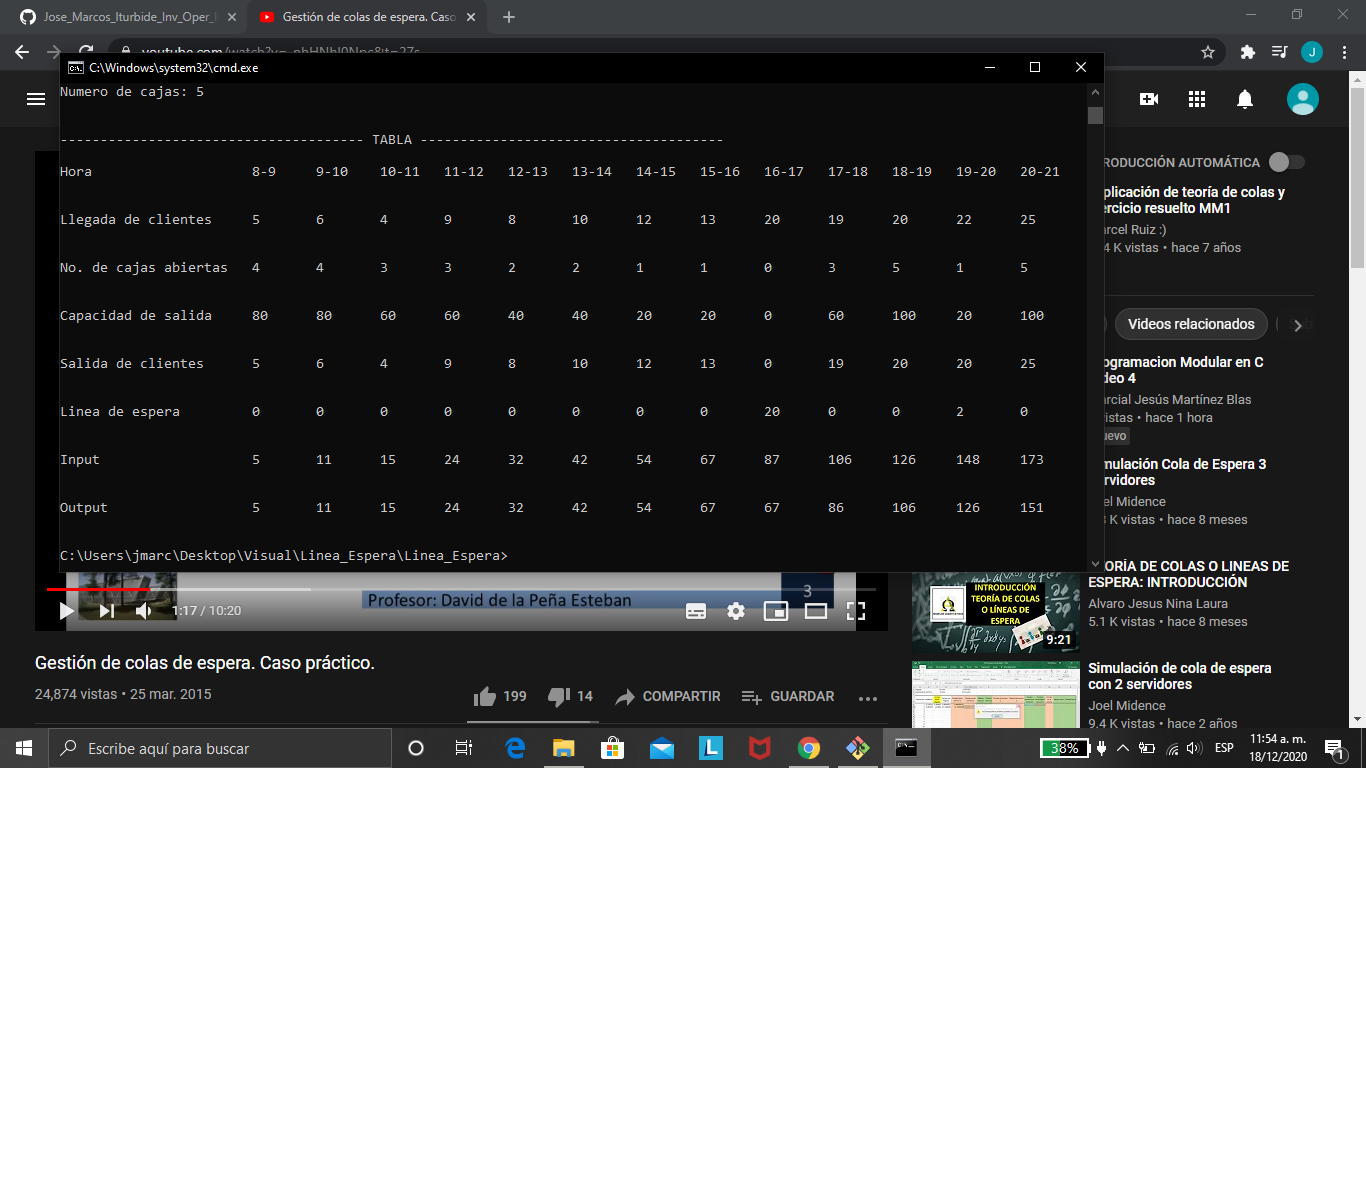 Jose_Marcos_Iturbide_Inv_Oper_
Gestión de colas de espera. Caso
C:\Windows\system32\cmd.exe
Numero de cajas: 5
-------------------------------------- TABLA --------------------------------------
Hora 8-9 9-10 10-11 11-12 12-13 13-14 14-15 15-16 16-17 17-18 18-19 19-20 20-21
Llegada de clientes 5 6 4 9 8 10 12 13 20 19 20 22 25
No. de cajas abiertas 4 4 3 3 2 2 1 1 0 3 5 1 5
Capacidad de salida 80 80 60 60 40 40 20 20 0 60 100 20 100
Salida de clientes 5 6 4 9 8 10 12 13 0 19 20 20 25
Linea de espera 0 0 0 0 0 0 0 0 20 0 0 2 0
Input 5 11 15 24 32 42 54 67 87 106 126 148 173
Output 5 11 15 24 32 42 54 67 67 86 106 126 151
C:\Users\jmarc\Desktop\Visual\Linea_Espera\Linea_Espera>
Profesor: David de la Peña Esteban
3
1:17 / 10:20
Gestión de colas de espera. Caso práctico.
24,874 vistas • 25 mar. 2015
199 14 COMPARTIR GUARDAR
J
RODUCCIÓN AUTOMÁTICA
plicación de teoría de colas y
ercicio resuelto MM1
arcel Ruiz :)
4 K vistas • hace 7 años
Videos relacionados
ogramacion Modular en C
deo 4
arcial Jesús Martínez Blas
istas • hace 1 hora
uevo
mulación Cola de Espera 3
rvidores
el Midence
K vistas • hace 8 meses
INTRODUCCIÓN
TEORÍA DE COLAS
O LÍNEAS DE
ESPERA
9:21
ORÍA DE COLAS O LINEAS DE
ESPERA: INTRODUCCIÓN
Alvaro Jesus Nina Laura
5.1 K vistas • hace 8 meses
Simulación de cola de espera
con 2 servidores
Joel Midence
9.4 K vistas • hace 2 años
Escribe aquí para buscar
L
38%
ESP
11:54 a. m.
18/12/2020
1